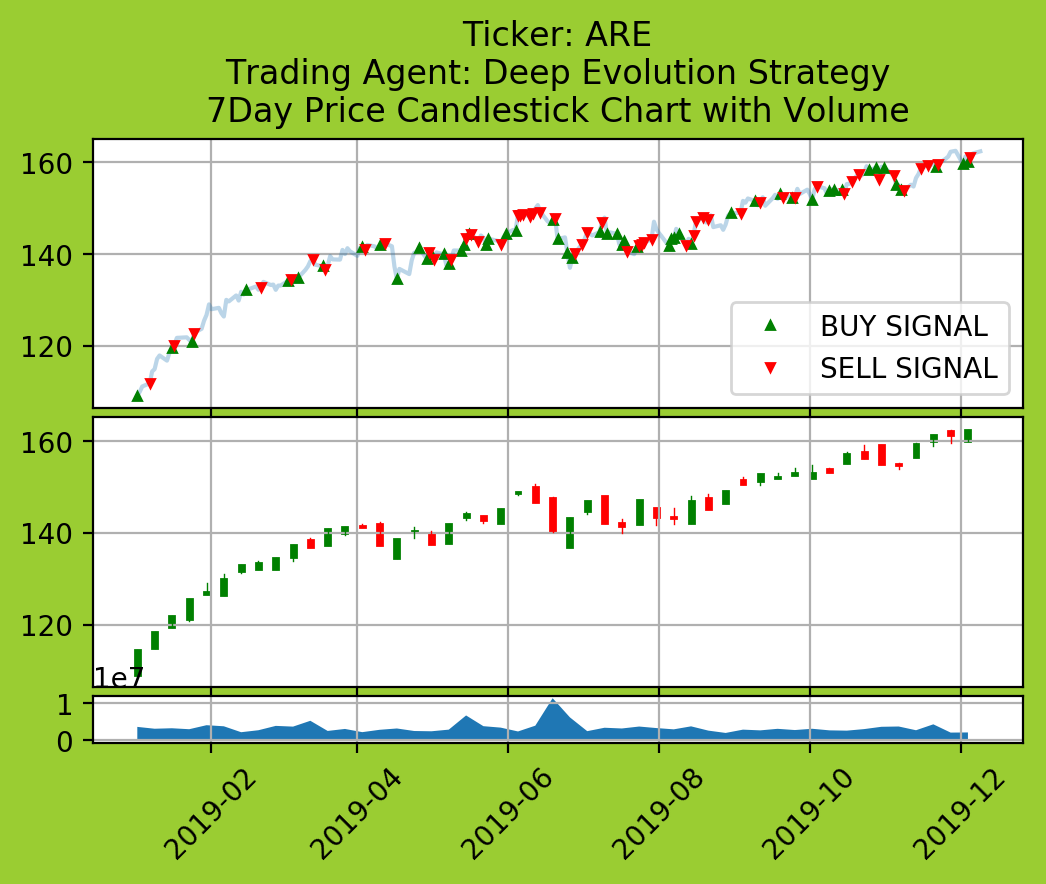 Ticker: ARE
Trading Agent: Deep Evolution Strategy
7Day Price Candlestick Chart with Volume
160
140
120
BUY SIGNAL
SELL SIGNAL
160
140
120
1e7
1
0
2019-02
2019-04
2019-06
2019-08
2019-10
2019-12